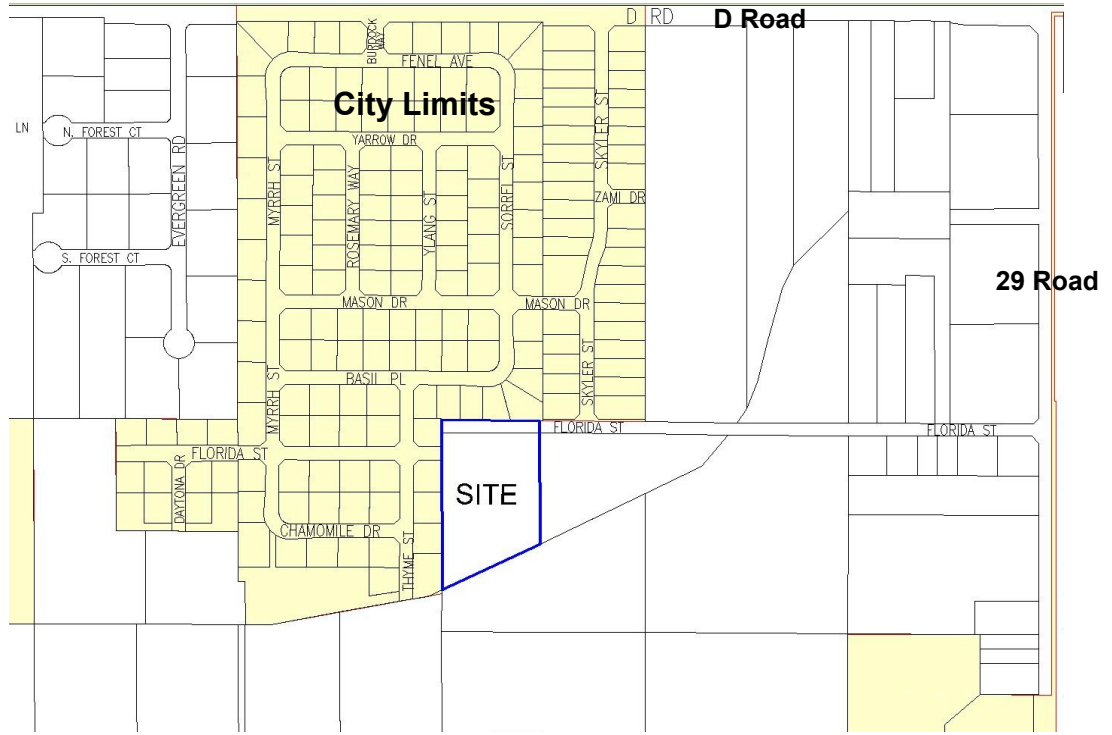 D RD
D Road
BURDOCK WAY
FENEL AVE
City Limits
SKYLER ST
LN
N. FOREST CT
YARROW DR
EVERGREEN RD
MYRRH ST
ROSEMARY WAY
YLANG ST
SORREL ST
ZAMI DR
S. FOREST CT
29 Road
MASON DR
MASON DR
SKYLER ST
MYRRH ST
BASIL PL
FLORIDA ST
FLORIDA ST
FLORIDA ST
DAYTONA DR
SITE
CHAMOMILE DR
THYME ST